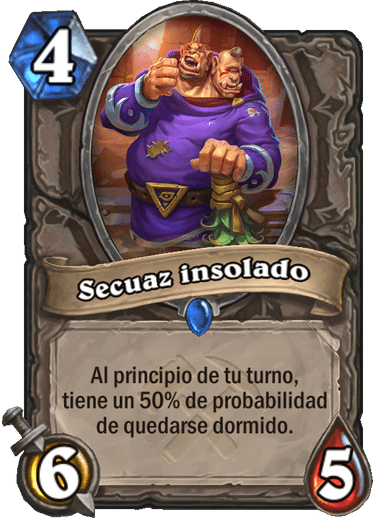 4
Secuaz insolado
Al principio de tu turno,
tiene un 50% de probabilidad
de quedarse dormido.
6
5